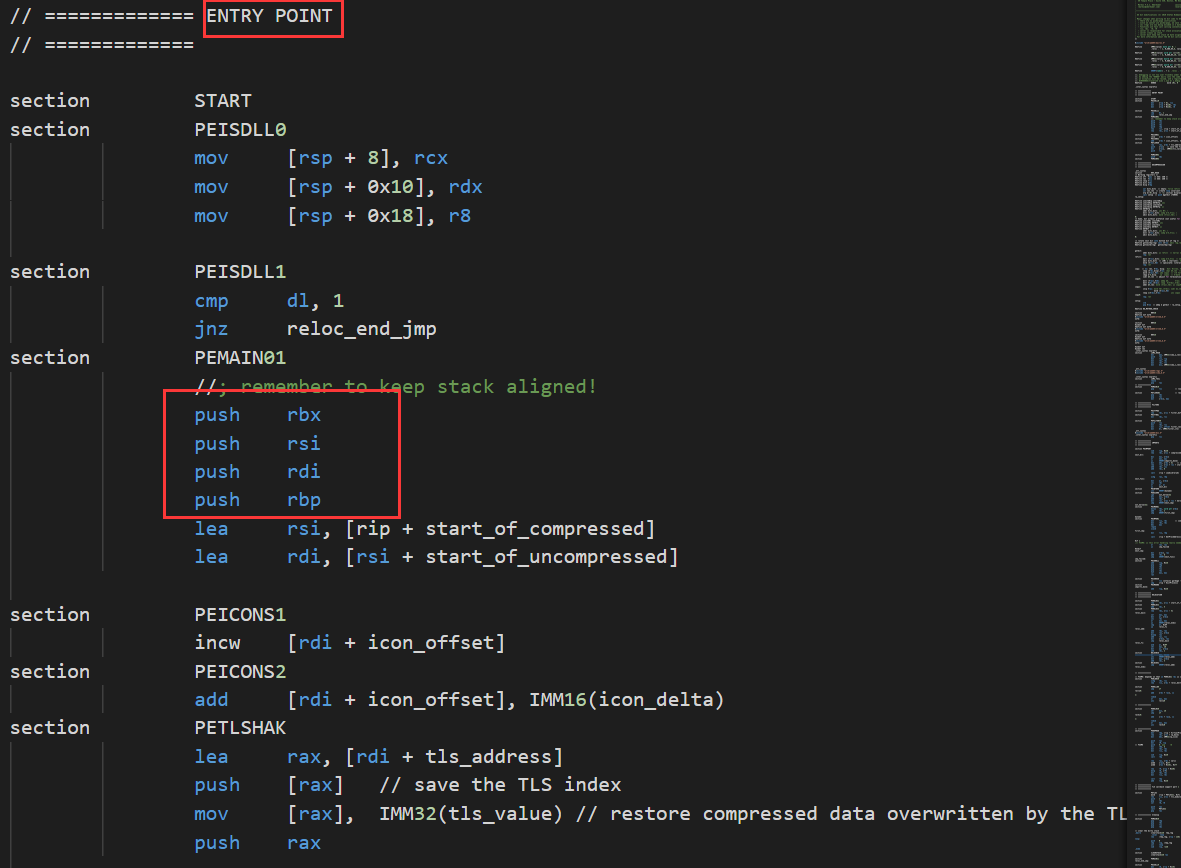 // ============= ENTRY POINT
// =============
section START
section PEISDLL0
mov [rsp + 8], rcx
mov [rsp + 0x10], rdx
mov [rsp + 0x18], r8
section PEISDLL1
cmp dl, 1
jnz reloc_end_jmp
section PEMAIN01
//; remember to keep stack aligned!
push rbx
push rsi
push rdi
push rbp
lea rsi, [rip + start_of_compressed]
lea rdi, [rsi + start_of_uncompressed]
section PEICONS1
incw [rdi + icon_offset]
section PEICONS2
add [rdi + icon_offset], IMM16(icon_delta)
section PETLSHAK
lea rax, [rdi + tls_address]
push [rax] // save the TLS index
mov [rax], IMM32(tls_value) // restore compressed data overwritten by the TL
push rax